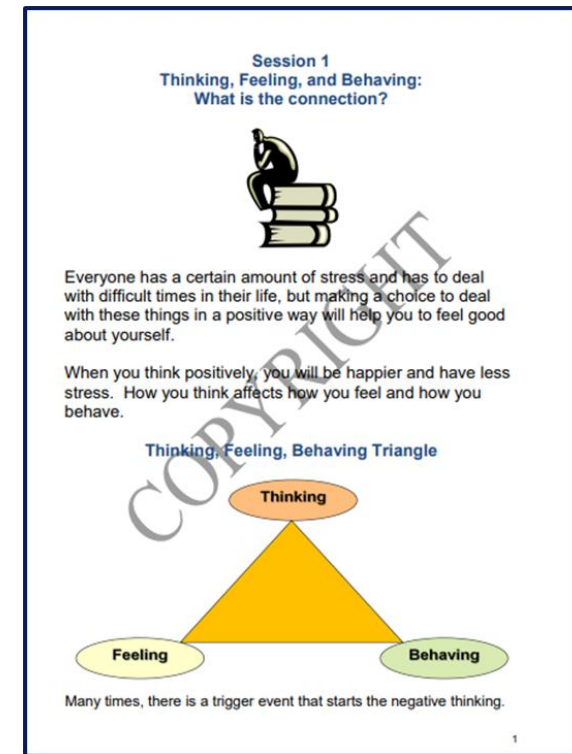 Session 1
Thinking, Feeling, and Behaving:
What is the connection?
Everyone has a certain amount of stress and has to deal
with difficult times in their life, but making a choice to deal
with these things in a positive way will help you to feel good
about yourself.
When you think positively, you will be happier and have less
stress. How you think affects how you feel and how you
behave.
Thinking, Feeling, Behaving Triangle
Thinking
Feeling
Behaving
Many times, there is a trigger event that starts the negative thinking.
1
COPYRIGHT